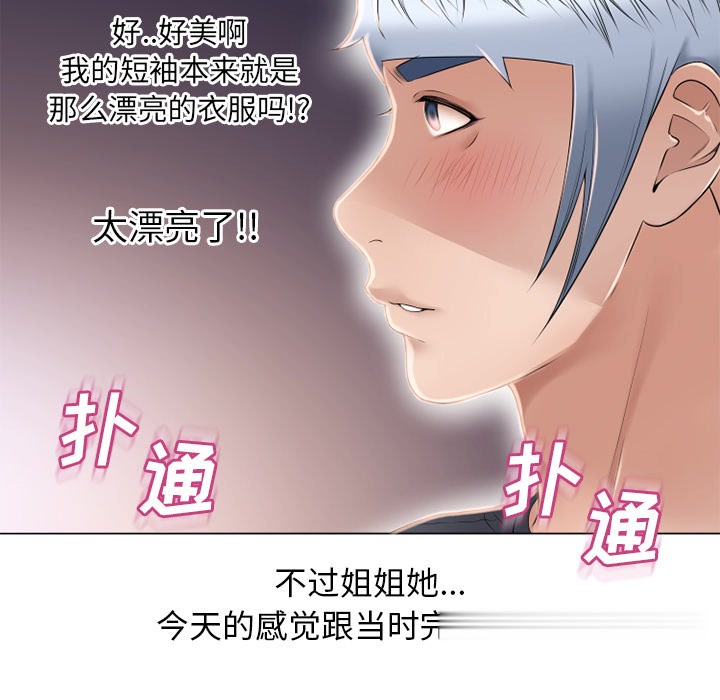 好..好美啊
我的短袖本来就是
那么漂亮的衣服吗!?
太漂亮了!!
扑通
扑通
不过姐姐她...
今天的感觉跟当时